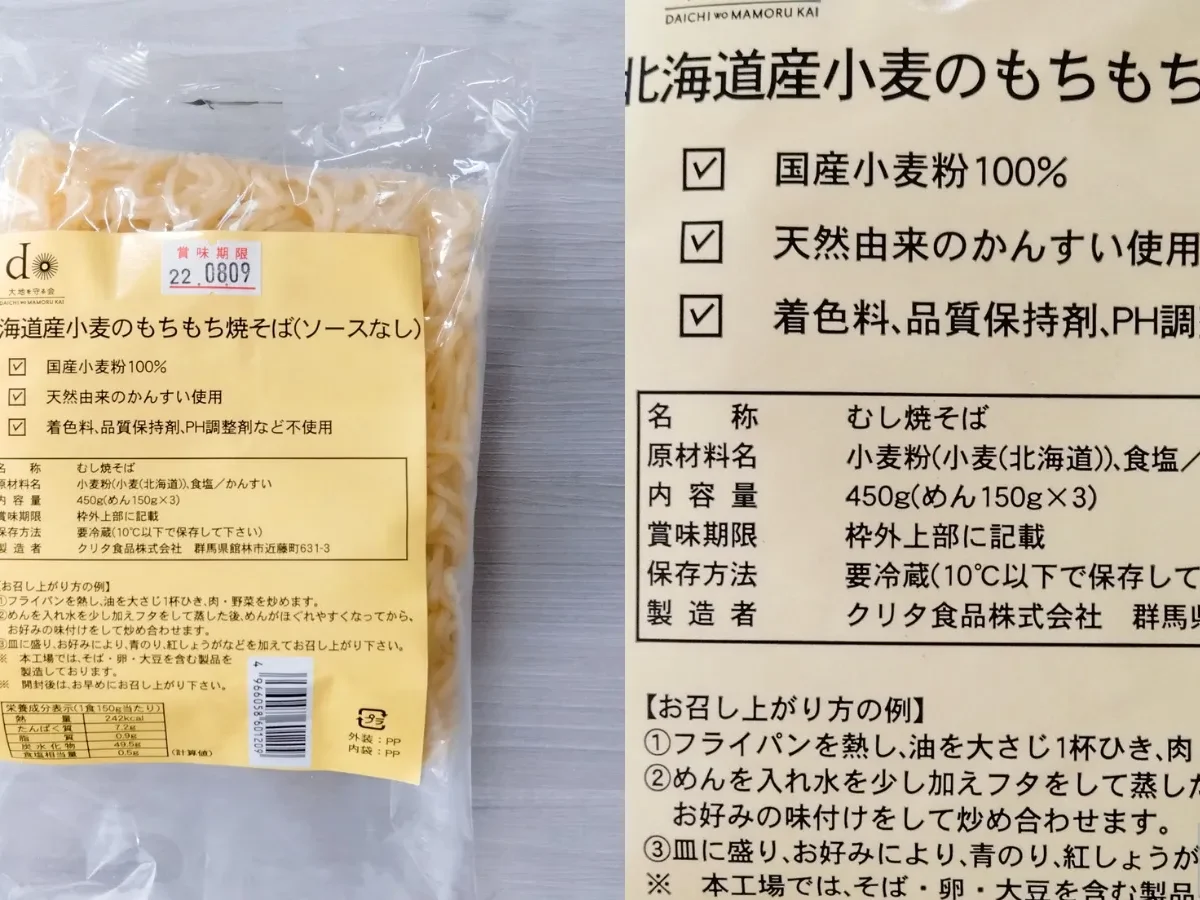 do
大地を守る会
DAICHI WO MAMORU KAI
賞味期限
22.0809
海道産小麦のもちもち焼そば(ソースなし)
国産小麦粉100%
天然由来のかんすい使用
着色料、品質保持剤、PH調整剤など不使用
名 称 むし焼そば
原材料名 小麦粉(小麦(北海道))、食塩/かんすい
内容量 450g(めん150g×3)
賞味期限 枠外上部に記載
保存方法 要冷蔵(10℃以下で保存して下さい)
製造者 クリタ食品株式会社 群馬県館林市近藤町631-3
【お召し上がり方の例】
①フライパンを熱し、油を大さじ1杯ひき、肉・野菜を炒めます。
②めんを入れ水を少し加えフタをして蒸した後、めんがほぐれやすくなってから、
お好みの味付けをして炒め合わせます。
③皿に盛り、お好みにより、青のり、紅しょうがなどを加えてお召し上がり下さい。
※ 本工場では、そば・卵・大豆を含む製品を
製造しております。
※ 開封後は、お早めにお召し上がり下さい。
栄養成分表示(1食150g当たり)
熱量 242kcal
たんぱく質 7.2g
脂質 0.9g
炭水化物 49.5g
食塩相当量 0.5g
(計算値)
4966058601209
プラ
外装:PP
内袋:PP
DAICHI WO MAMORU KAI
北海道産小麦のもちもち
国産小麦粉100%
天然由来のかんすい使用
着色料、品質保持剤、PH調
名 称 むし焼そば
原材料名 小麦粉(小麦(北海道))、食塩/
内容量 450g(めん150g×3)
賞味期限 枠外上部に記載
保存方法 要冷蔵(10℃以下で保存して
製造者 クリタ食品株式会社 群馬県
【お召し上がり方の例】
①フライパンを熱し、油を大さじ1杯ひき、肉
②めんを入れ水を少し加えフタをして蒸した
お好みの味付けをして炒め合わせます。
③皿に盛り、お好みにより、青のり、紅しょうが
※ 本工場では、そば・卵・大豆を含む製品